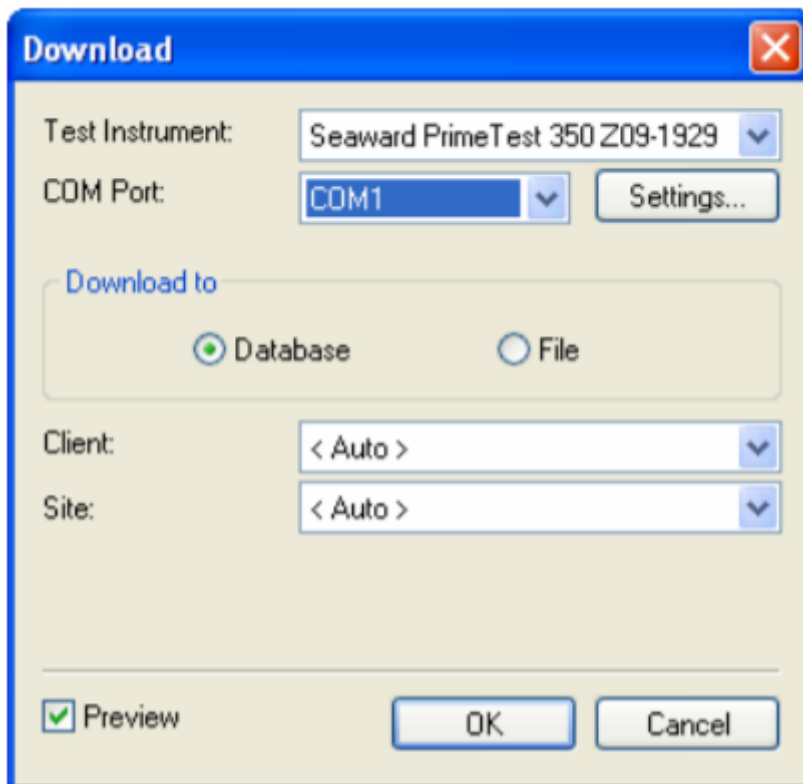 Download
Test Instrument: Seaward PrimeTest 350 Z09-1929
COM Port: COM1 Settings...
Download to
Database File
Client: < Auto >
Site: < Auto >
Preview OK Cancel